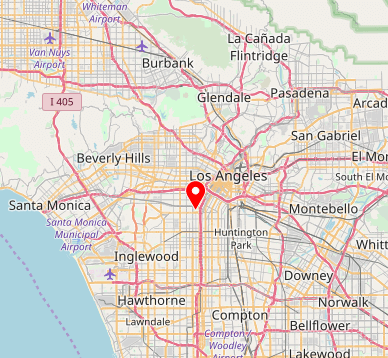 Whiteman
Airport
La Cañada
Flintridge
Van Nuys
Airport
Burbank
Glendale
Pasadena
I 405
Arcad
San Gabriel
Beverly Hills
El Mo
Los Angeles
South El M
Santa Monica
Montebello
Santa Monica
Municipal
Airport
Huntington
Park
Whitt
Inglewood
Downey
Hawthorne
Norwalk
Lawndale
Compton
Bellflower
Compton/
Woodley
Airport
Lakewood